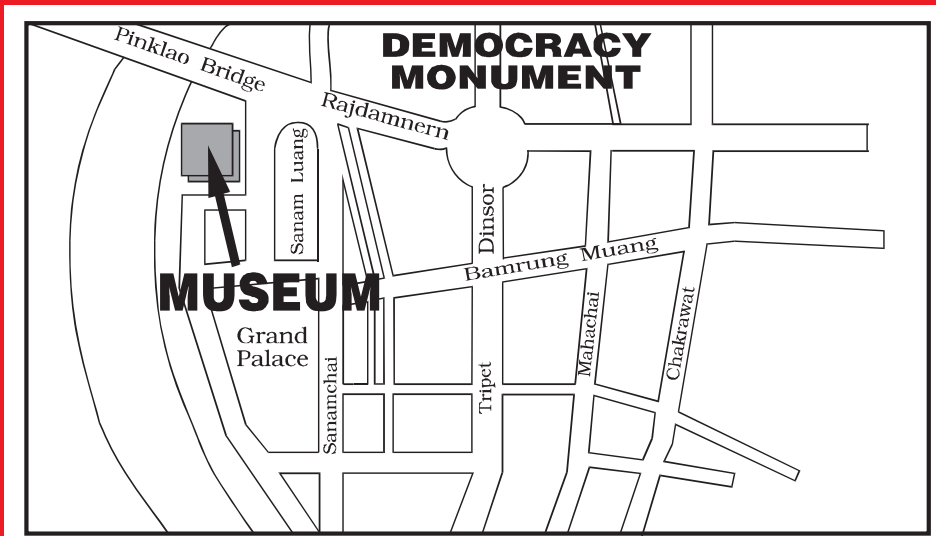 Pinklao Bridge
DEMOCRACY
MONUMENT
Rajdamnern
Sanam Luang
Dinsor
Bamrung Muang
MUSEUM
Grand
Palace
Sanamchai
Tripet
Mahachai
Chakrawat